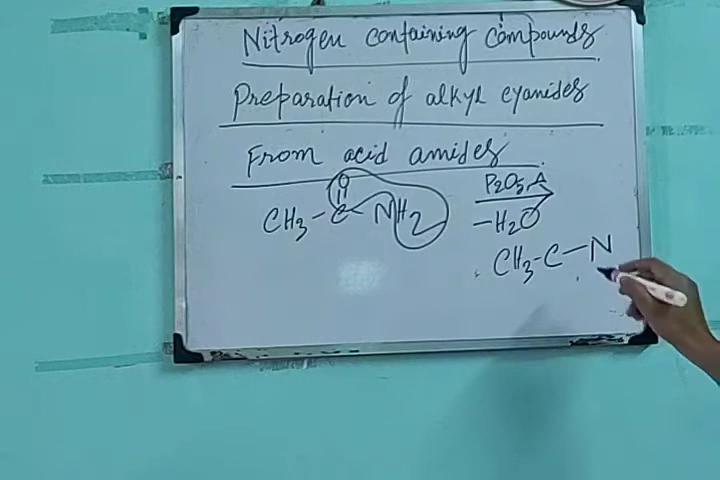 Nitrogen containing compounds
Preparation of alkyl cyanides
From acid amides
O
CH3 - C - NH2
P2O5, Δ
- H2O
CH3 - C - N